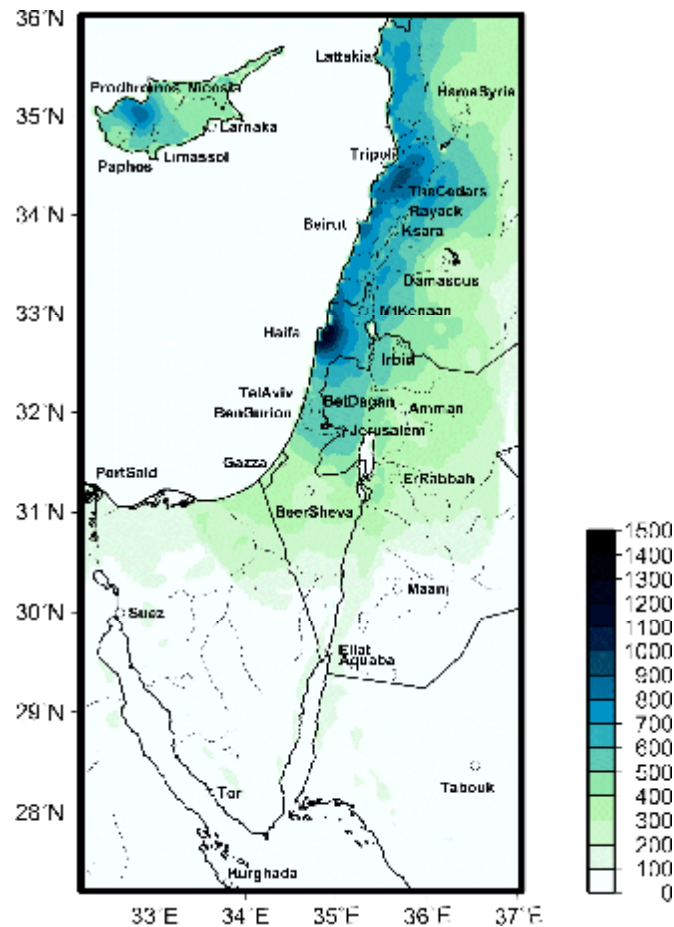 36°N
Lattakia
HamaSyria
Prodhromos Nicosia
35°N
Larnaka
Limassol
Paphos
Tripoli
TheCedars
34°N
Rayack
Beirut
Ksara
Damascus
33°N
MtKenaan
Haifa
Irbid
TelAviv
BetDagan
32°N
BenGurion
Amman
Jerusalem
Gazza
PortSaid
ErRabbah
31°N
BeerSheva
Maan
30°N
Suez
Eilat
Aquaba
29°N
Tabouk
Tor
28°N
Hurghada
33°E 34°E 35°E 36°E 37°E
1500
1400
1300
1200
1000
900
800
700
600
500
400
300
200
100
0